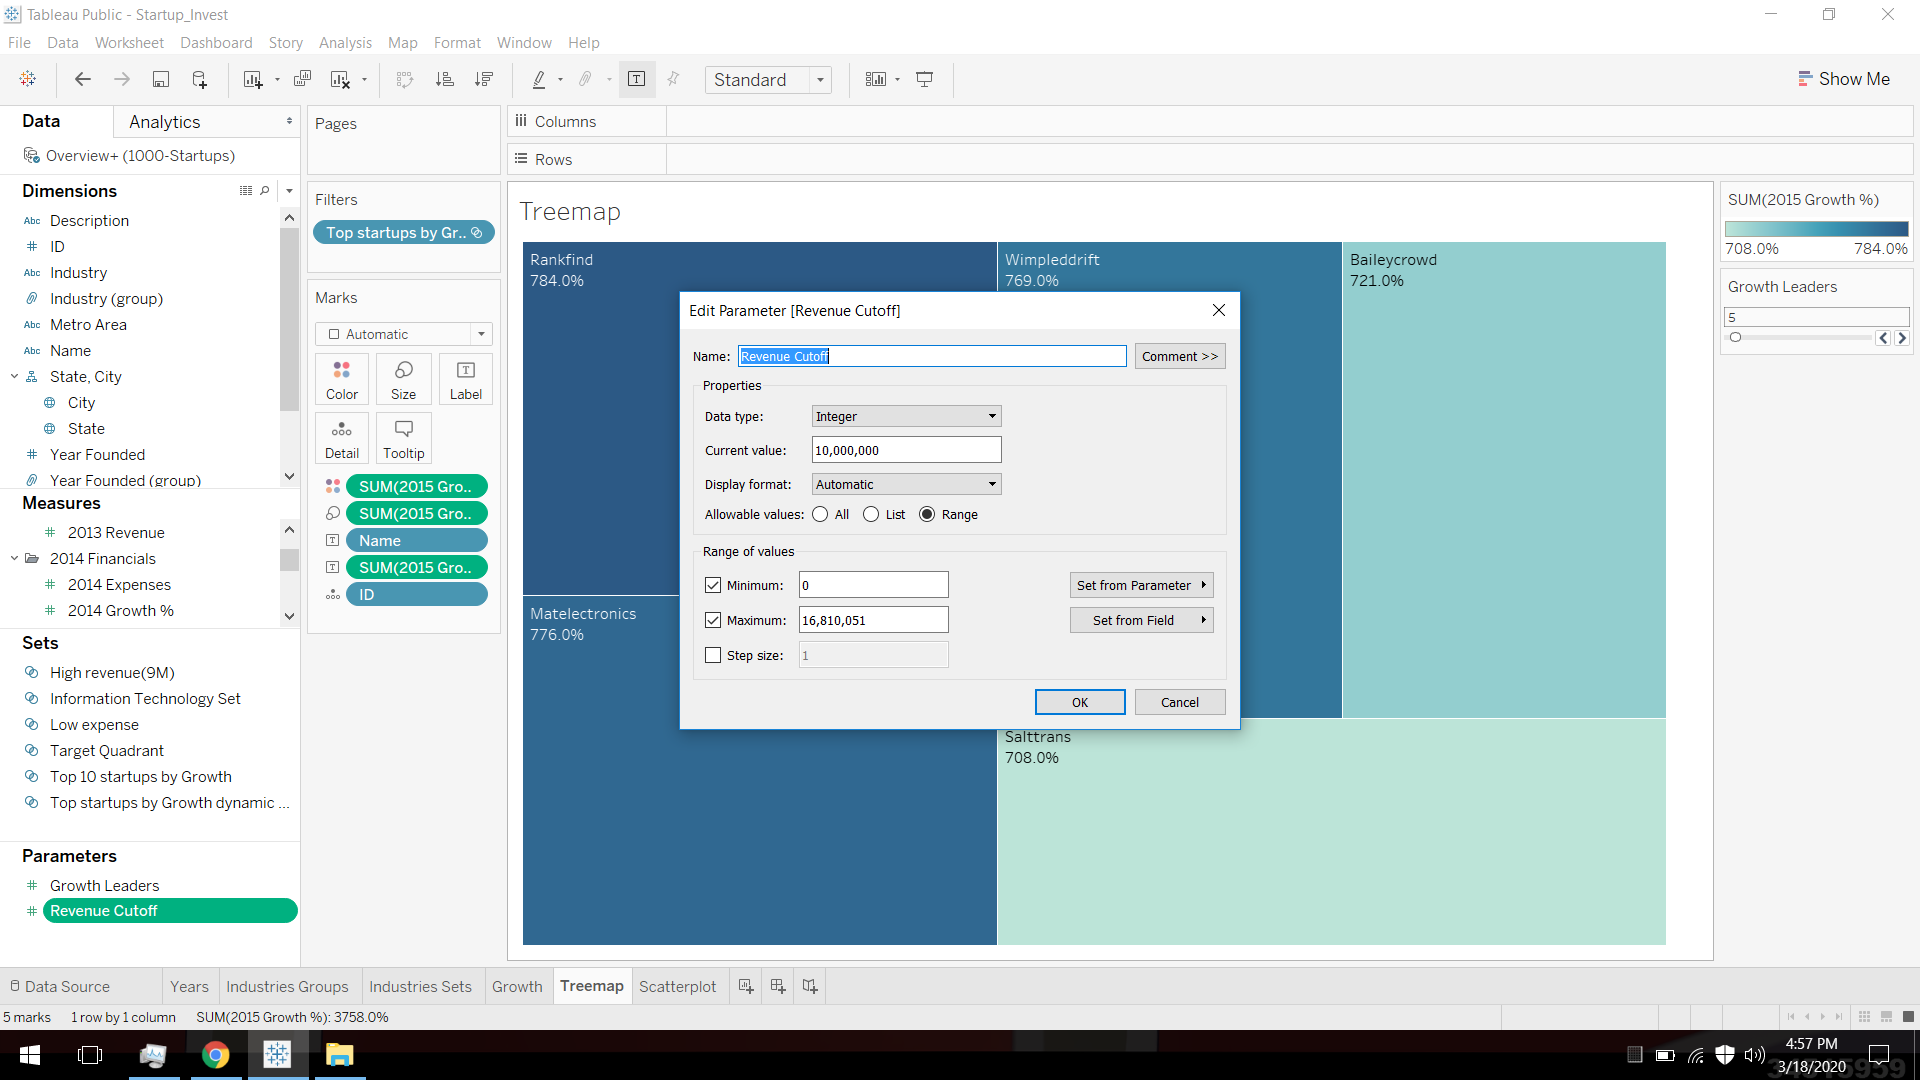 Tableau Public - Startup_Invest
File Data Worksheet Dashboard Story Analysis Map Format Window Help
Standard
Show Me
Data
Analytics
Overview+ (1000-Startups)
Dimensions
Abc Description
ID
Abc Industry
Industry (group)
Abc Metro Area
Abc Name
State, City
City
State
Year Founded
Year Founded (group)
Measures
2013 Revenue
2014 Financials
2014 Expenses
2014 Growth %
Sets
High revenue(9M)
Information Technology Set
Low expense
Target Quadrant
Top 10 startups by Growth
Top startups by Growth dynamic ...
Parameters
Growth Leaders
Revenue Cutoff
Pages
Filters
Top startups by Gr..
Marks
Automatic
Color Size Label
Detail Tooltip
SUM(2015 Gro..
SUM(2015 Gro..
Name
SUM(2015 Gro..
ID
Columns
Rows
Treemap
Rankfind
784.0%
Wimpleddrift
769.0%
Baileycrowd
721.0%
Matelectronics
776.0%
Salttrans
708.0%
Edit Parameter [Revenue Cutoff]
Name: Revenue Cutoff Comment >>
Properties
Data type: Integer
Current value: 10,000,000
Display format: Automatic
Allowable values: All List Range
Range of values
Minimum: 0 Set from Parameter
Maximum: 16,810,051 Set from Field
Step size: 1
OK Cancel
SUM(2015 Growth %)
708.0% 784.0%
Growth Leaders
5
Data Source Years Industries Groups Industries Sets Growth Treemap Scatterplot
5 marks 1 row by 1 column SUM(2015 Growth %): 3758.0%
4:57 PM
3/18/2020